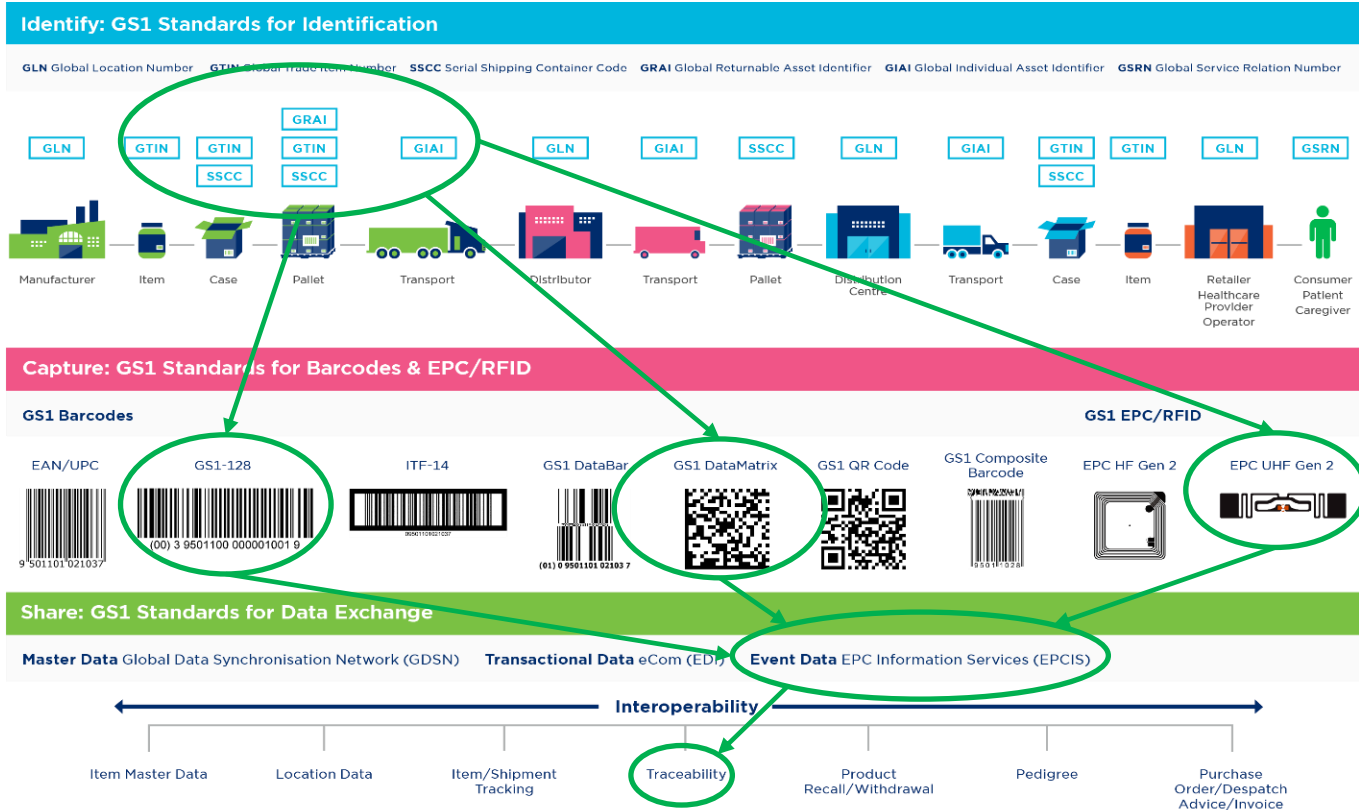 Identify: GS1 Standards for Identification
GLN Global Location Number GTIN Global Trade Item Number SSCC Serial Shipping Container Code GRAI Global Returnable Asset Identifier GIAI Global Individual Asset Identifier GSRN Global Service Relation Number
GRAI
GLN GTIN GTIN GTIN GIAI GLN GIAI SSCC GLN GIAI GTIN GTIN GLN GSRN
SSCC SSCC SSCC
Manufacturer Item Case Pallet Transport Distributor Transport Pallet Distribution Transport Case Item Retailer Consumer
Centre Healthcare Patient
Provider Caregiver
Operator
Capture: GS1 Standards for Barcodes & EPC/RFID
GS1 Barcodes GS1 EPC/RFID
EAN/UPC GS1-128 ITF-14 GS1 DataBar GS1 DataMatrix GS1 QR Code GS1 Composite EPC HF Gen 2 EPC UHF Gen 2
Barcode
(00) 3 9501100 000001001 9
9 501101 021037
(01) 0 9501101 02103 7
Share: GS1 Standards for Data Exchange
Master Data Global Data Synchronisation Network (GDSN) Transactional Data eCom (EDI) Event Data EPC Information Services (EPCIS)
Interoperability
Item Master Data Location Data Item/Shipment Traceability Product Pedigree Purchase
Tracking Recall/Withdrawal Order/Despatch
Advice/Invoice